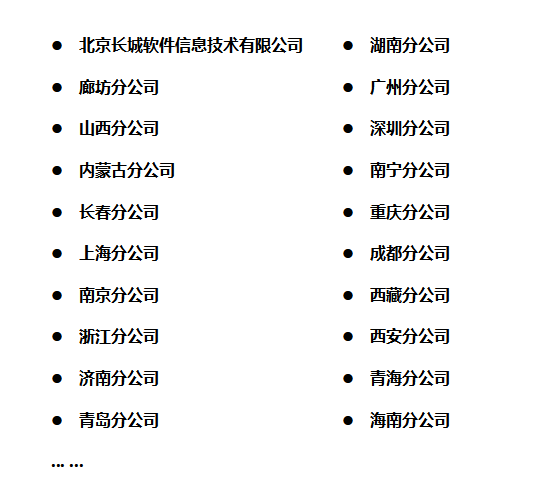 ● 北京长城软件信息技术有限公司
● 廊坊分公司
● 山西分公司
● 内蒙古分公司
● 长春分公司
● 上海分公司
● 南京分公司
● 浙江分公司
● 济南分公司
● 青岛分公司
● 湖南分公司
● 广州分公司
● 深圳分公司
● 南宁分公司
● 重庆分公司
● 成都分公司
● 西藏分公司
● 西安分公司
● 青海分公司
● 海南分公司
... ...